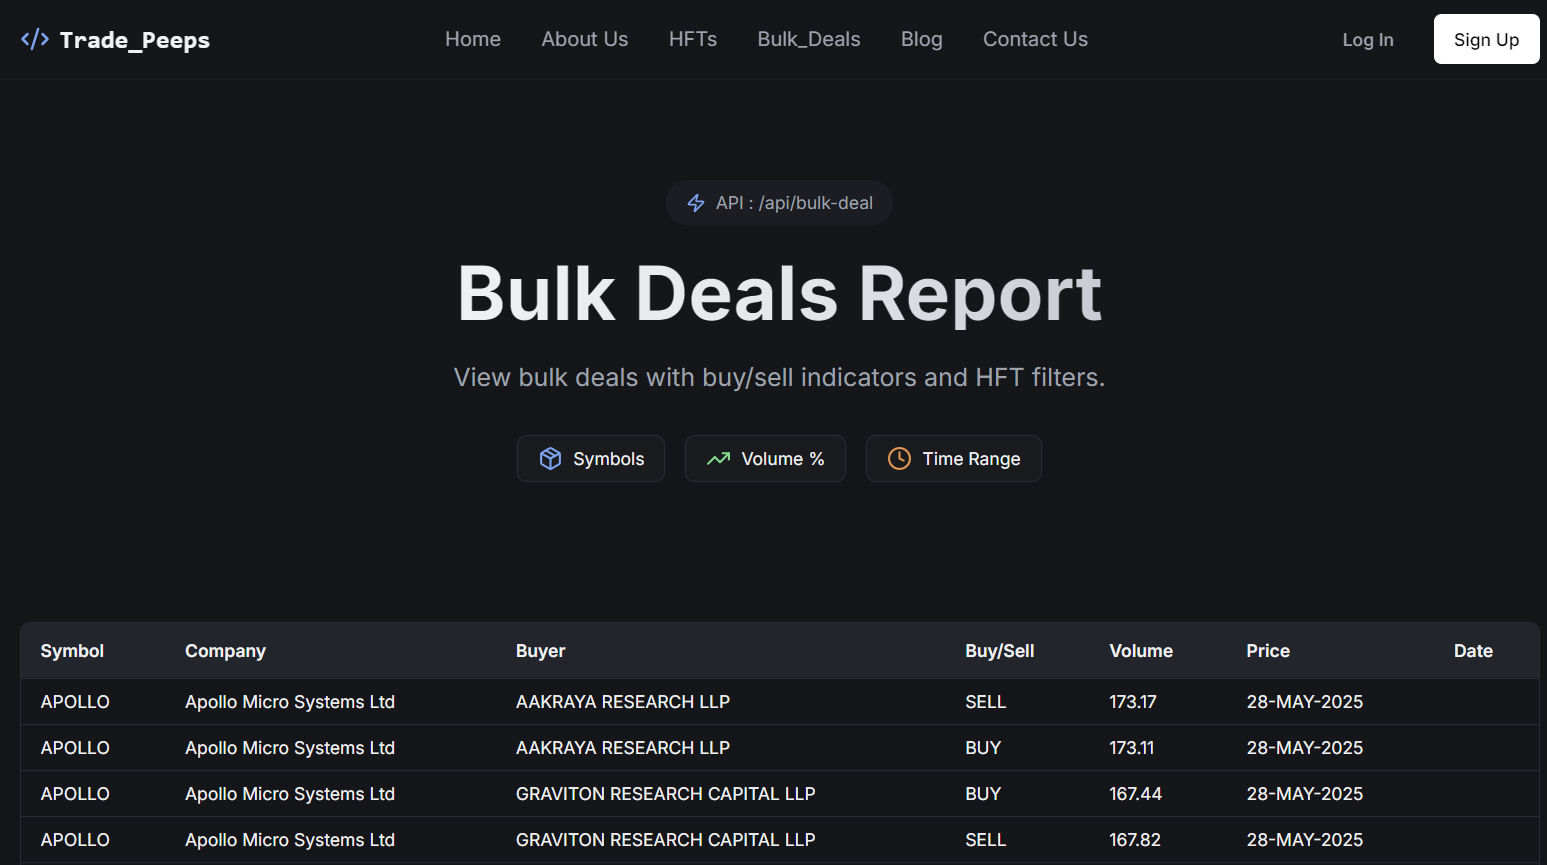 </> Trade_Peeps Home About Us HFTs Bulk_Deals Blog Contact Us Log In Sign Up
API : /api/bulk-deal
Bulk Deals Report
View bulk deals with buy/sell indicators and HFT filters.
Symbols Volume % Time Range
Symbol Company Buyer Buy/Sell Volume Price Date
APOLLO Apollo Micro Systems Ltd AAKRAYA RESEARCH LLP SELL 173.17 28-MAY-2025
APOLLO Apollo Micro Systems Ltd AAKRAYA RESEARCH LLP BUY 173.11 28-MAY-2025
APOLLO Apollo Micro Systems Ltd GRAVITON RESEARCH CAPITAL LLP BUY 167.44 28-MAY-2025
APOLLO Apollo Micro Systems Ltd GRAVITON RESEARCH CAPITAL LLP SELL 167.82 28-MAY-2025